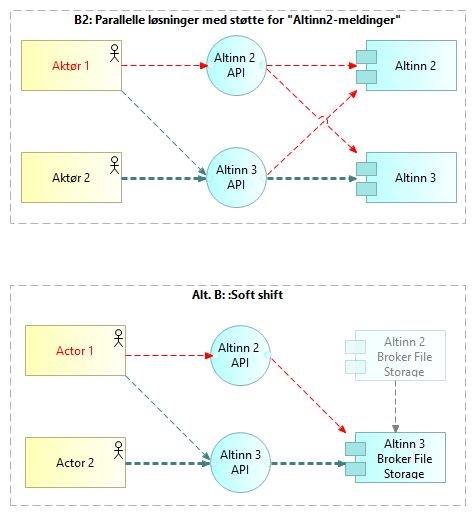 B2: Parallelle løsninger med støtte for "Altinn2-meldinger"
Aktør 1
Altinn 2
API
Altinn 2
Aktør 2
Altinn 3
API
Altinn 3
Alt. B: :Soft shift
Actor 1
Altinn 2
API
Altinn 2
Broker File
Storage
Actor 2
Altinn 3
API
Altinn 3
Broker File
Storage